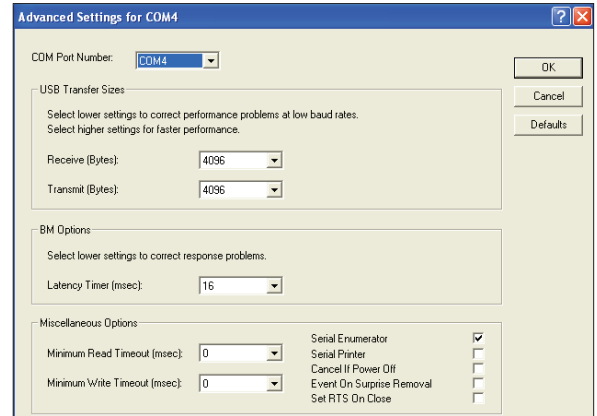 Advanced Settings for COM4
COM Port Number: COM4
OK
Cancel
Defaults
USB Transfer Sizes
Select lower settings to correct performance problems at low baud rates.
Select higher settings for faster performance.
Receive (Bytes): 4096
Transmit (Bytes): 4096
BM Options
Select lower settings to correct response problems.
Latency Timer (msec): 16
Miscellaneous Options
Minimum Read Timeout (msec): 0
Minimum Write Timeout (msec): 0
Serial Enumerator
Serial Printer
Cancel If Power Off
Event On Surprise Removal
Set RTS On Close